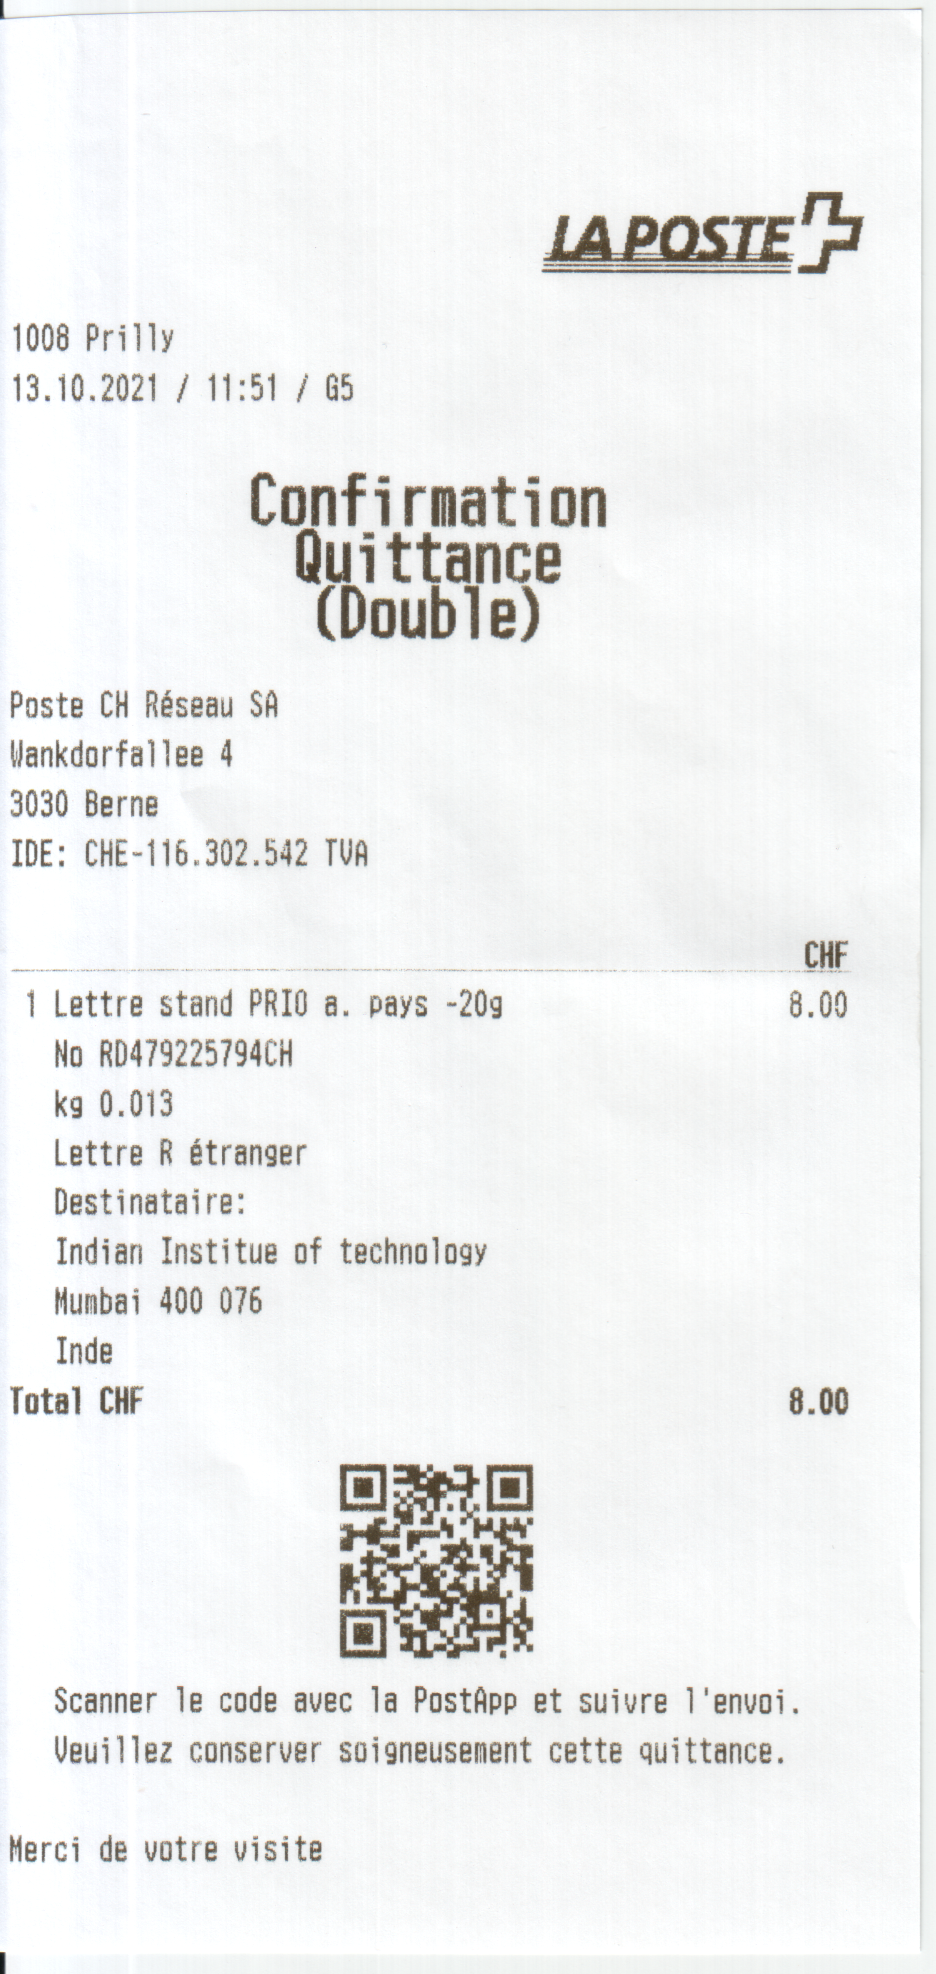 LA POSTE
1008 Prilly
13.10.2021 / 11:51 / G5
Confirmation
Quittance
(Double)
Poste CH Réseau SA
Wankdorfallee 4
3030 Berne
IDE: CHE-116.302.542 TVA
CHF
1 Lettre stand PRIO a. pays -20g 8.00
No RD479225794CH
kg 0.013
Lettre R étranger
Destinataire:
Indian Institue of technology
Mumbai 400 076
Inde
Total CHF 8.00
Scanner le code avec la PostApp et suivre l'envoi.
Veuillez conserver soigneusement cette quittance.
Merci de votre visite